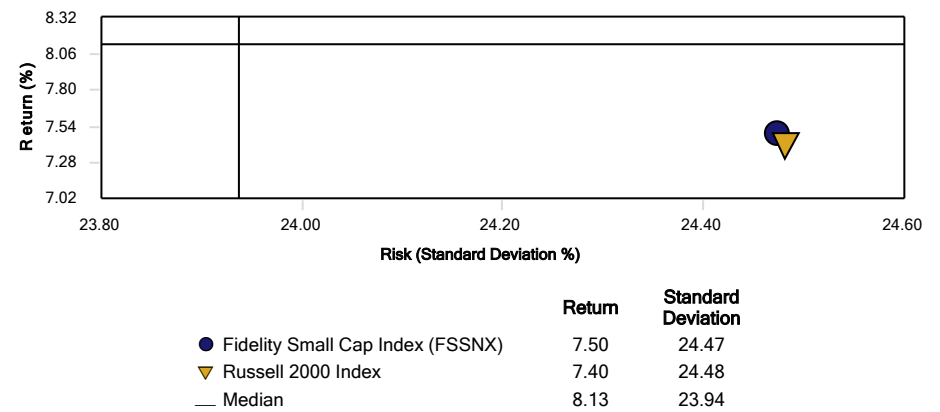 8.32
8.06
7.80
7.54
7.28
7.02
Return (%)
23.80 24.00 24.20 24.40 24.60
Risk (Standard Deviation %)
Return Standard Deviation
Fidelity Small Cap Index (FSSNX) 7.50 24.47
Russell 2000 Index 7.40 24.48
Median 8.13 23.94